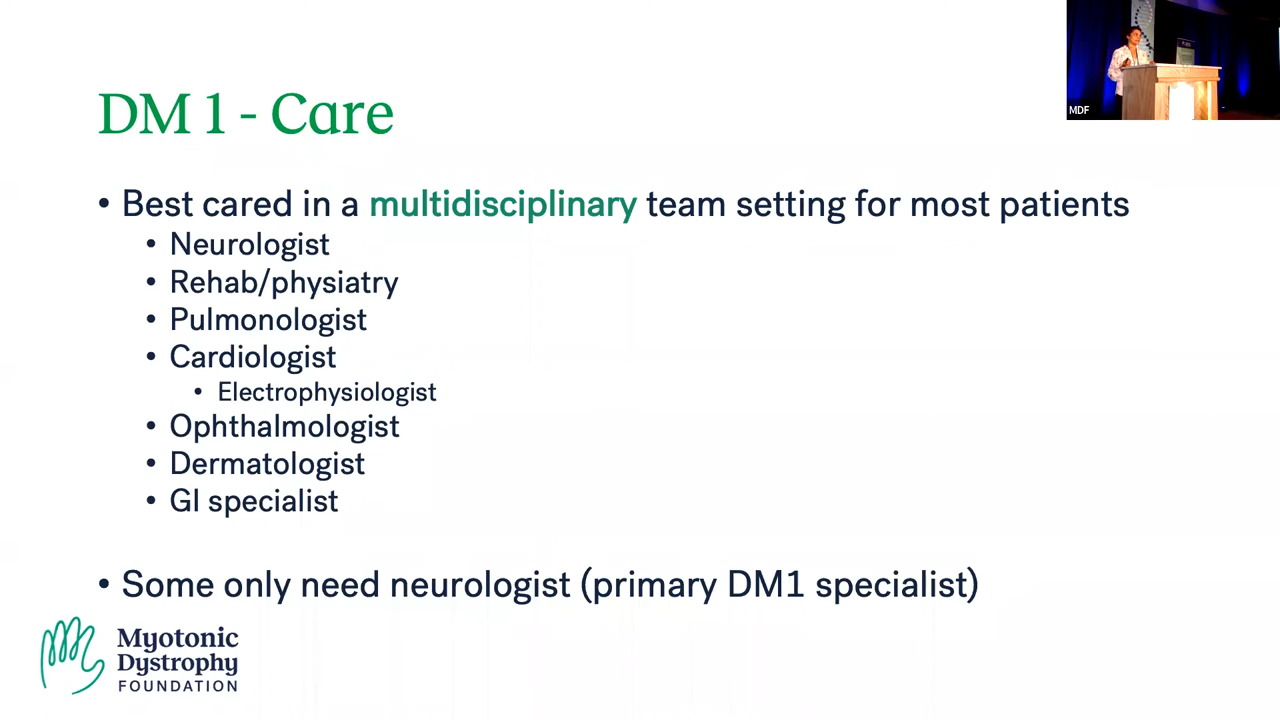 MDF
DM 1 - Care
• Best cared in a multidisciplinary team setting for most patients
• Neurologist
• Rehab/physiatry
• Pulmonologist
• Cardiologist
• Electrophysiologist
• Ophthalmologist
• Dermatologist
• GI specialist
• Some only need neurologist (primary DM1 specialist)
Myotonic
Dystrophy
FOUNDATION